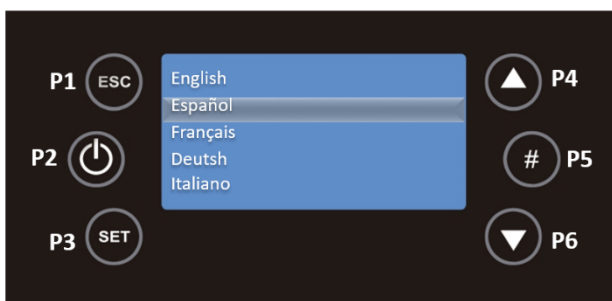 P1 ESC English P4
Español
Français
P2 Deutsh # P5
Italiano
P3 SET P6